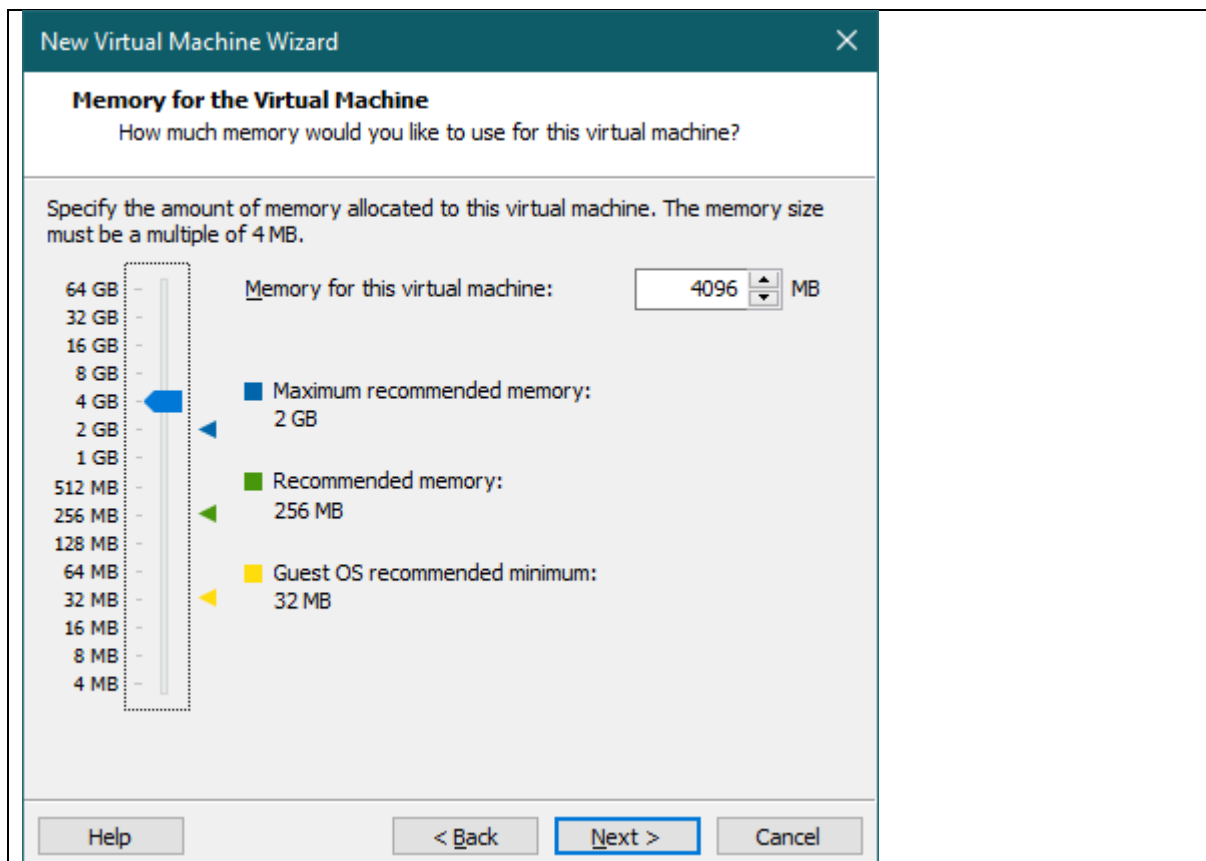 New Virtual Machine Wizard
Memory for the Virtual Machine
How much memory would you like to use for this virtual machine?
Specify the amount of memory allocated to this virtual machine. The memory size
must be a multiple of 4 MB.
64 GB
32 GB
16 GB
8 GB
4 GB
2 GB
1 GB
512 MB
256 MB
128 MB
64 MB
32 MB
16 MB
8 MB
4 MB
Memory for this virtual machine: 4096 MB
Maximum recommended memory:
2 GB
Recommended memory:
256 MB
Guest OS recommended minimum:
32 MB
Help < Back Next > Cancel